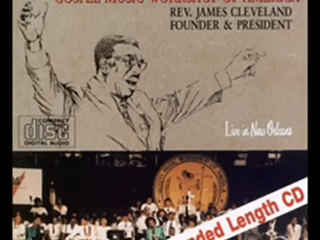 GOSPEL MUSIC WORKSHOP OF AMERICA
REV. JAMES CLEVELAND
FOUNDER & PRESIDENT
COMPACT
disc
DIGITAL AUDIO
Live in New Orleans
Length CD